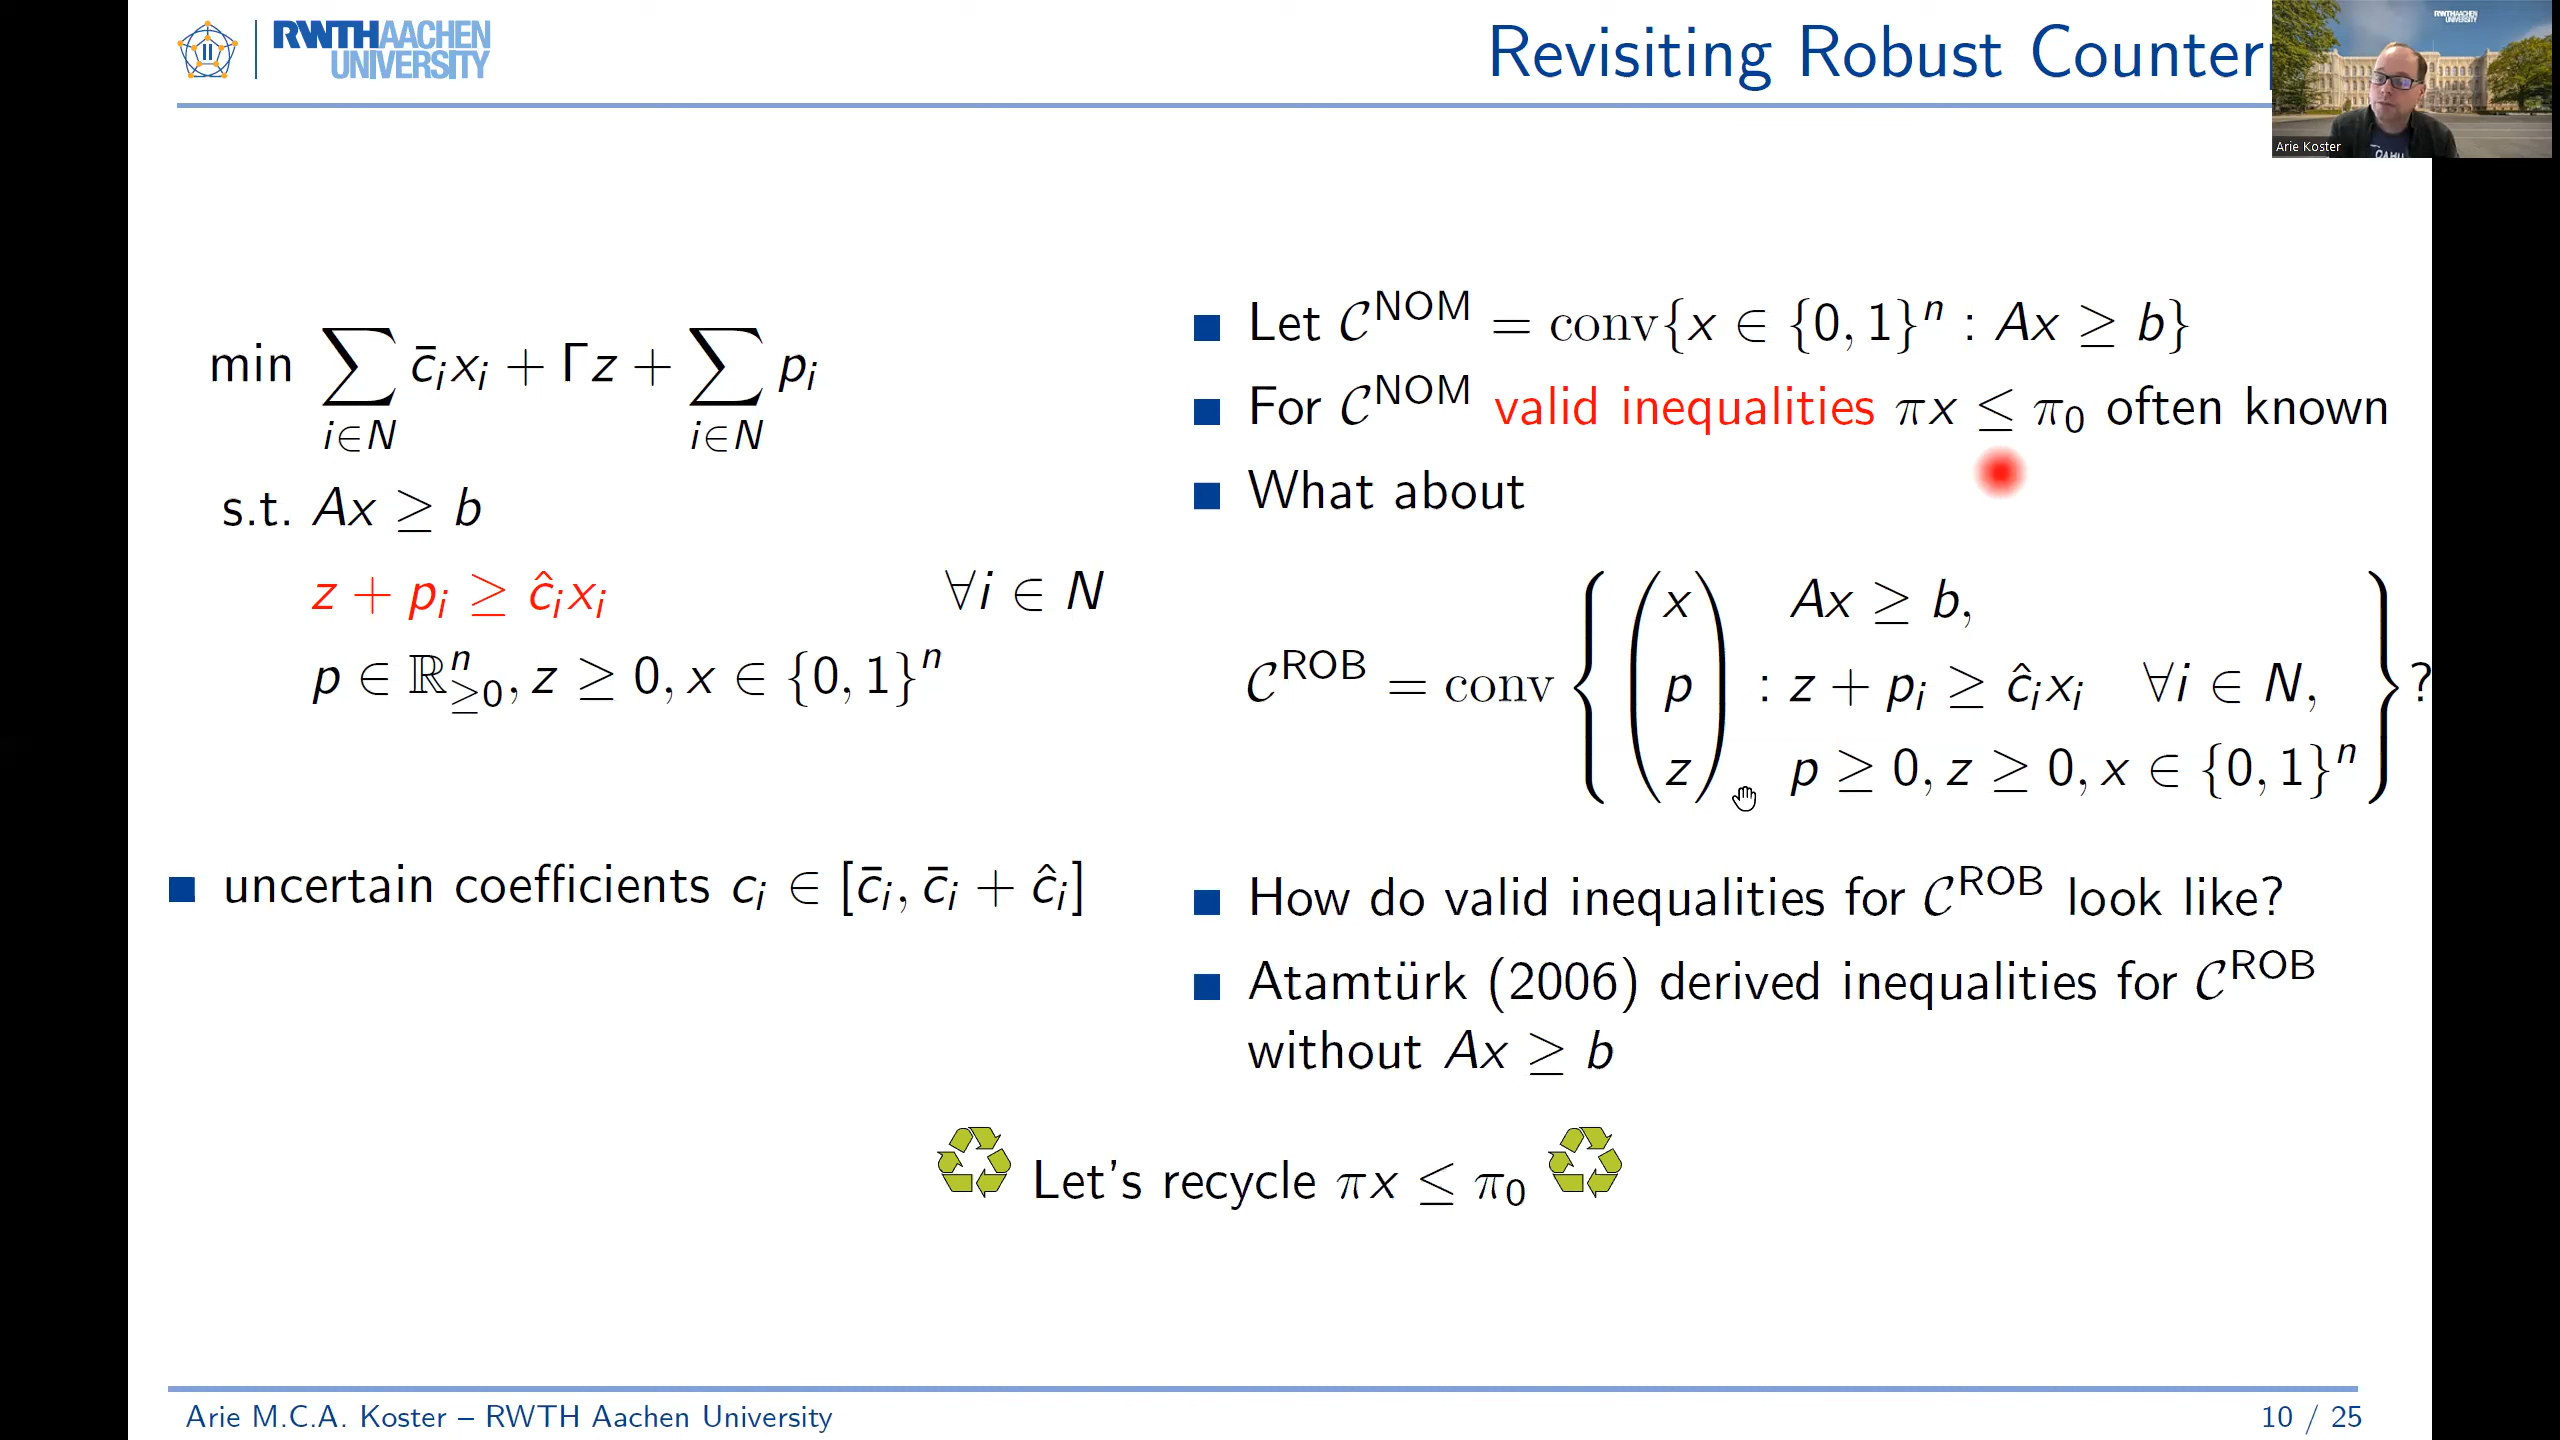 RWTHAACHEN
UNIVERSITY
Revisiting Robust Counter
RWTHAACHEN
UNIVERSITY
Arie Koster
min ∑_{i∈N} c̄_i x_i + Γz + ∑_{i∈N} p_i
s.t. Ax ≥ b
z + p_i ≥ ĉ_i x_i ∀i ∈ N
p ∈ ℝ^n_{≥0}, z ≥ 0, x ∈ {0, 1}^n
■ uncertain coefficients c_i ∈ [c̄_i, c̄_i + ĉ_i]
■ Let C^NOM = conv{x ∈ {0, 1}^n : Ax ≥ b}
■ For C^NOM valid inequalities πx ≤ π_0 often known
■ What about
C^ROB = conv { (x p z) : Ax ≥ b, z + p_i ≥ ĉ_i x_i ∀i ∈ N, p ≥ 0, z ≥ 0, x ∈ {0, 1}^n } ?
■ How do valid inequalities for C^ROB look like?
■ Atamtürk (2006) derived inequalities for C^ROB
without Ax ≥ b
Let's recycle πx ≤ π_0
Arie M.C.A. Koster – RWTH Aachen University
10 / 25